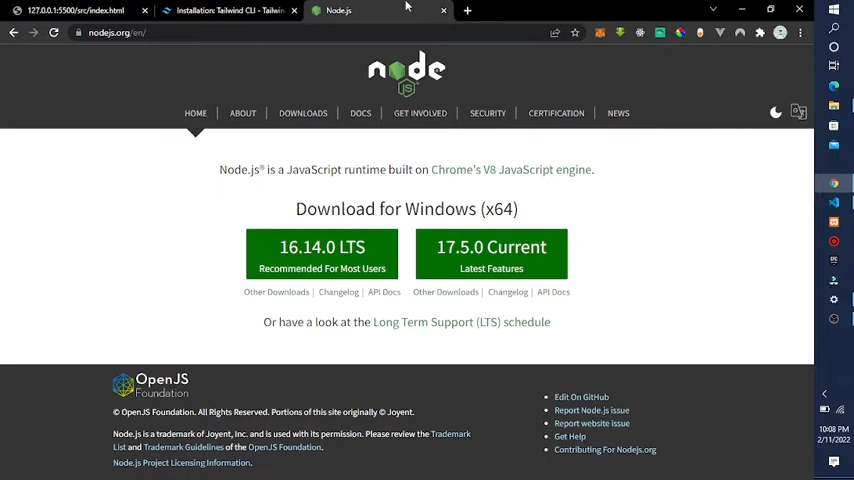 127.0.0.1:5500/src/index.html
Installation: Tailwind CLI - Tailwin
Node.js
nodejs.org/en/
node
JS
HOME | ABOUT | DOWNLOADS | DOCS | GET INVOLVED | SECURITY | CERTIFICATION | NEWS
Node.js® is a JavaScript runtime built on Chrome's V8 JavaScript engine.
Download for Windows (x64)
16.14.0 LTS
Recommended For Most Users
17.5.0 Current
Latest Features
Other Downloads | Changelog | API Docs
Other Downloads | Changelog | API Docs
Or have a look at the Long Term Support (LTS) schedule
OpenJS
Foundation
© OpenJS Foundation. All Rights Reserved. Portions of this site originally © Joyent.
Node.js is a trademark of Joyent, Inc. and is used with its permission. Please review the Trademark
List and Trademark Guidelines of the OpenJS Foundation.
Node.js Project Licensing Information.
Edit On GitHub
Report Node.js issue
Report website issue
Get Help
Contributing For Nodejs.org
10:08 PM
2/11/2022